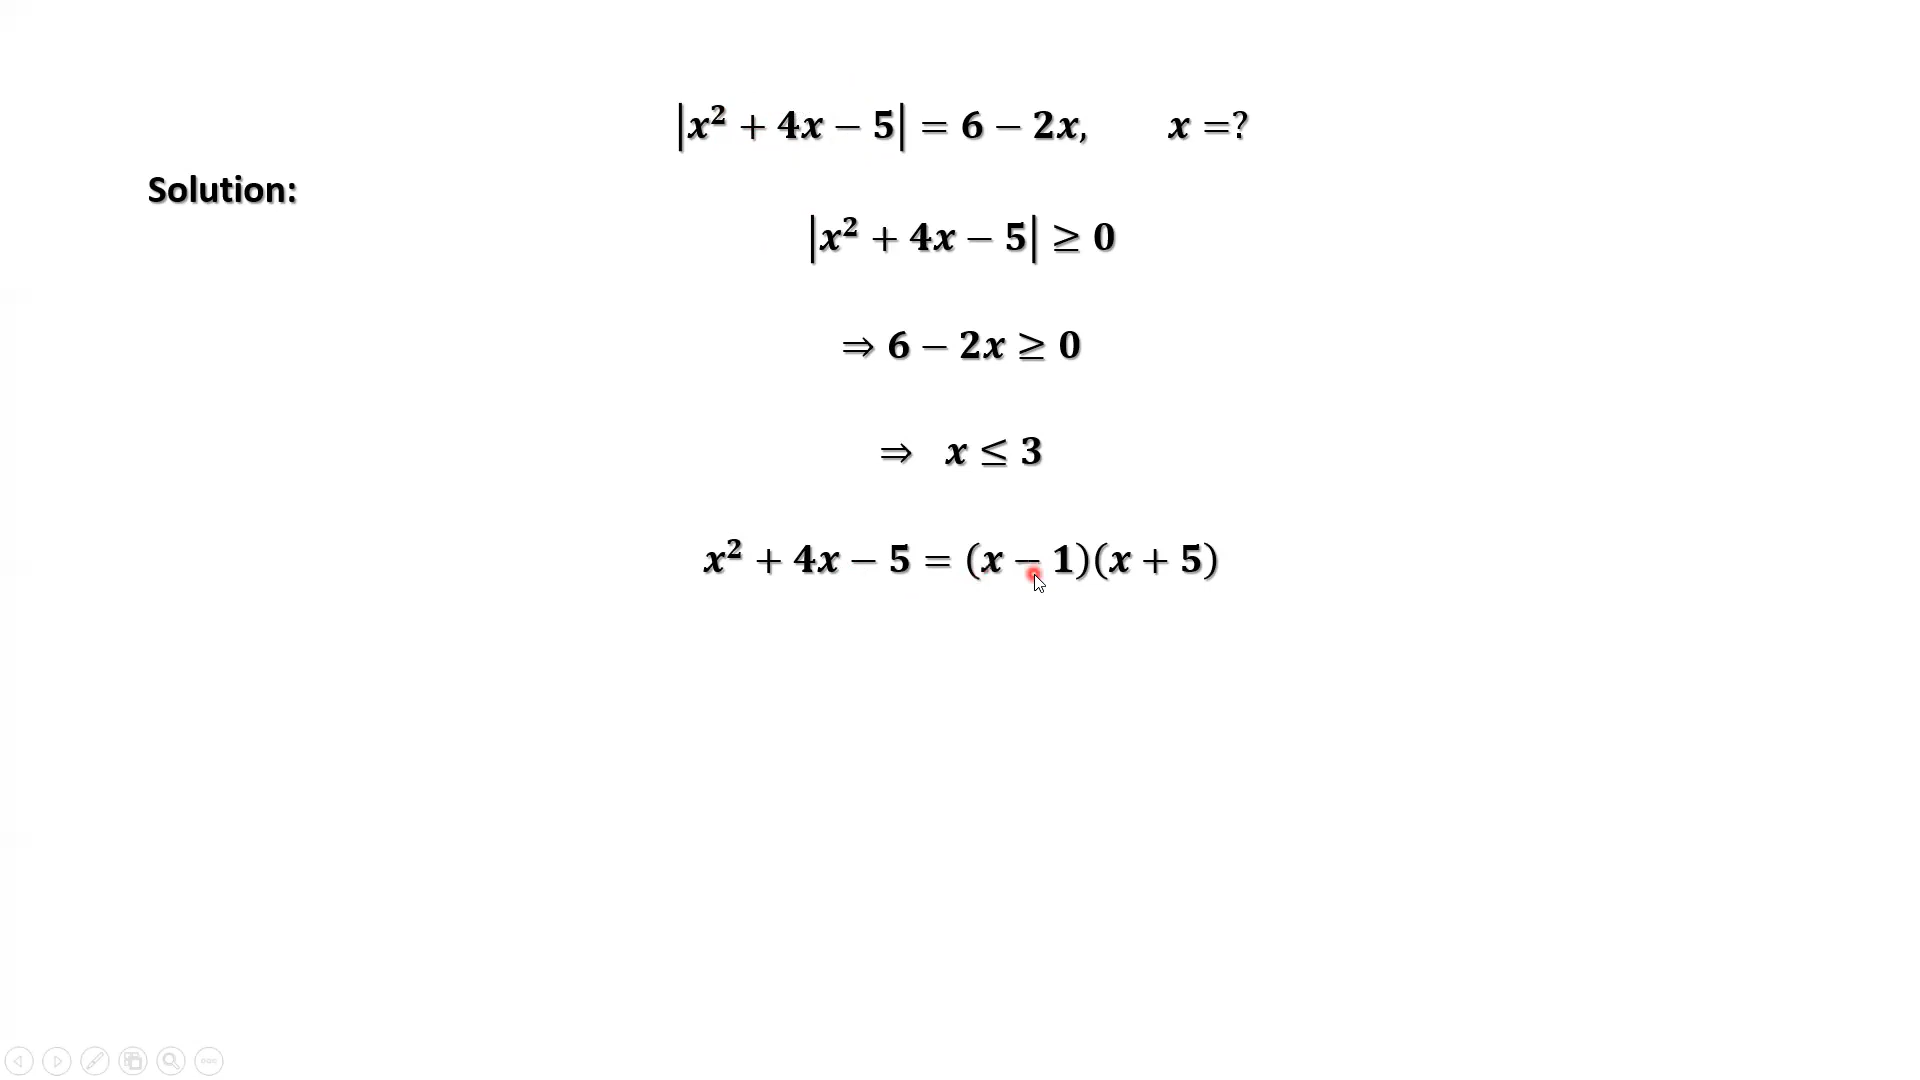 |x² + 4x − 5| = 6 − 2x, x =?
Solution:
|x² + 4x − 5| ≥ 0
⇒ 6 − 2x ≥ 0
⇒ x ≤ 3
x² + 4x − 5 = (x − 1)(x + 5)